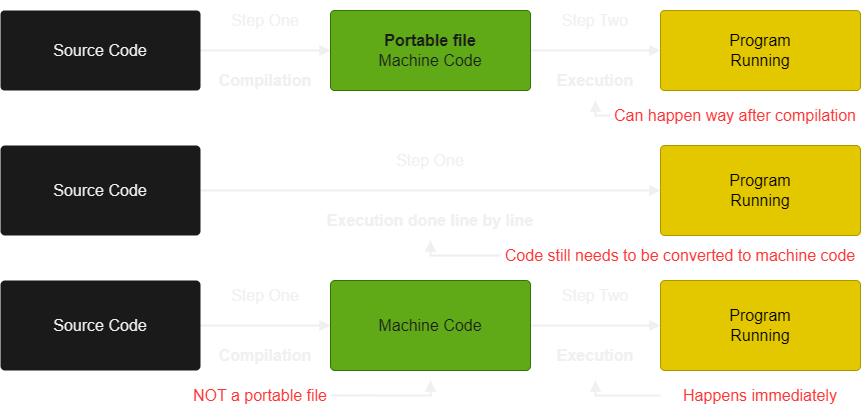 Step One
Step Two
Source Code
Portable file
Machine Code
Program
Running
Compilation
Execution
Can happen way after compilation
Step One
Source Code
Program
Running
Execution done line by line
Code still needs to be converted to machine code
Step One
Step Two
Source Code
Machine Code
Program
Running
Compilation
Execution
NOT a portable file
Happens immediately